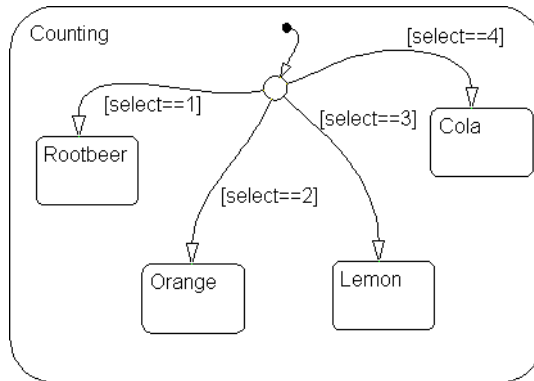 Counting
[select==4]
[select==1]
[select==3]
Cola
Rootbeer
[select==2]
Orange
Lemon